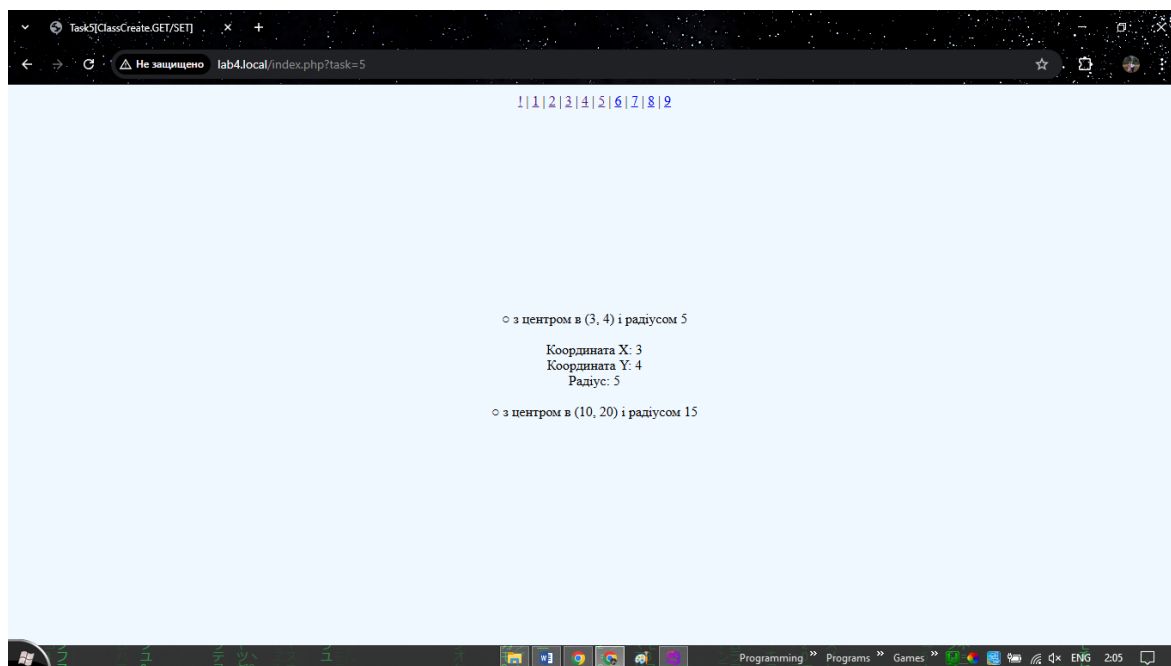 Task5[ClassCreate.GET/SET]
Не защищено lab4.local/index.php?task=5
! | 1 | 2 | 3 | 4 | 5 | 6 | 7 | 8 | 9
○ з центром в (3, 4) і радіусом 5
Координата X: 3
Координата Y: 4
Радіус: 5
○ з центром в (10, 20) і радіусом 15
Programming » Programs » Games » ENG 2:05